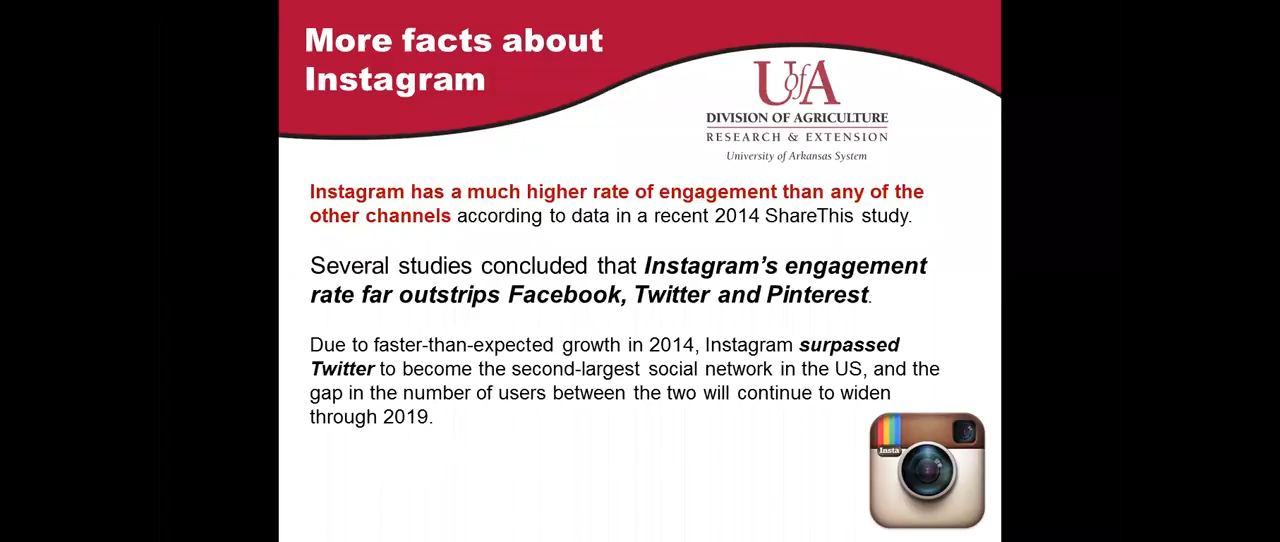 More facts about
Instagram
UofA
DIVISION OF AGRICULTURE
RESEARCH & EXTENSION
University of Arkansas System
Instagram has a much higher rate of engagement than any of the
other channels according to data in a recent 2014 ShareThis study.
Several studies concluded that Instagram’s engagement
rate far outstrips Facebook, Twitter and Pinterest.
Due to faster-than-expected growth in 2014, Instagram surpassed
Twitter to become the second-largest social network in the US, and the
gap in the number of users between the two will continue to widen
through 2019.
Insta